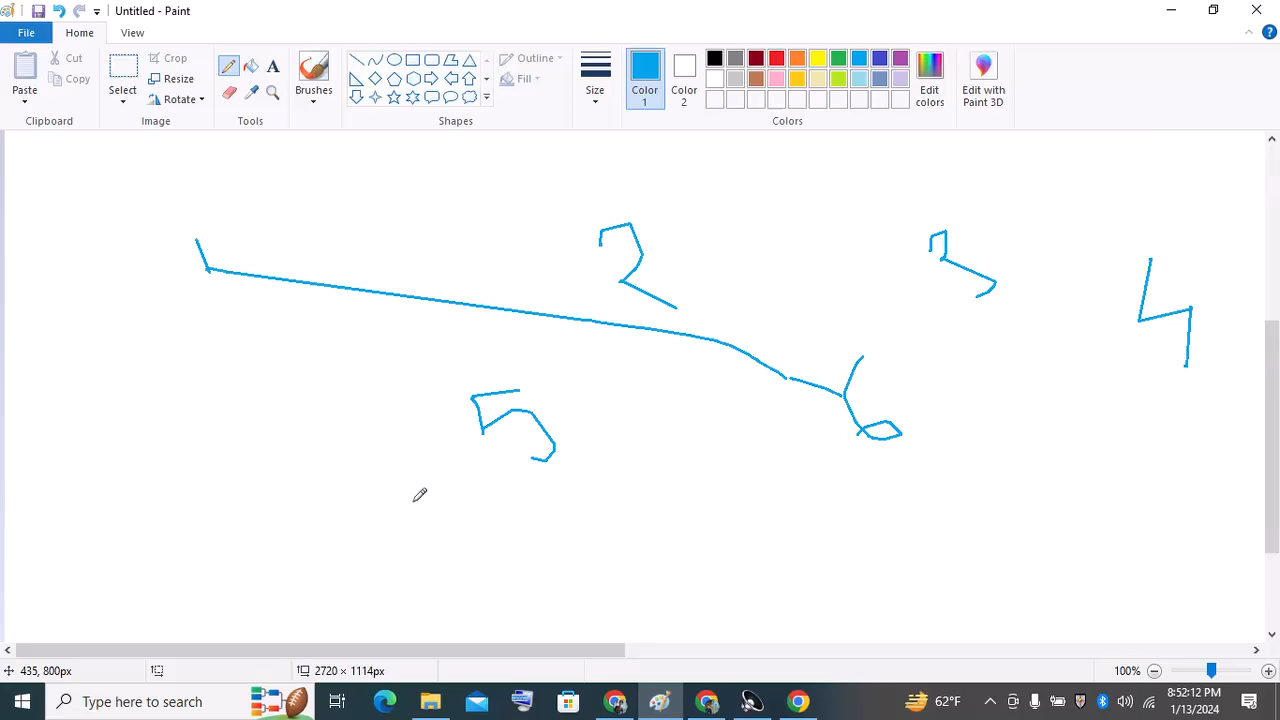 Untitled - Paint
File Home View
Paste
Cut
Copy
Clipboard
Select
Crop
Resize
Rotate
Image
A
Tools
Brushes
Shapes
Outline
Fill
Size
Color 1
Color 2
Colors
Edit colors
Edit with Paint 3D
2 3 4
5 6
435, 800px
2720 × 1114px
100%
Type here to search
62°F
8:52:12 PM
1/13/2024